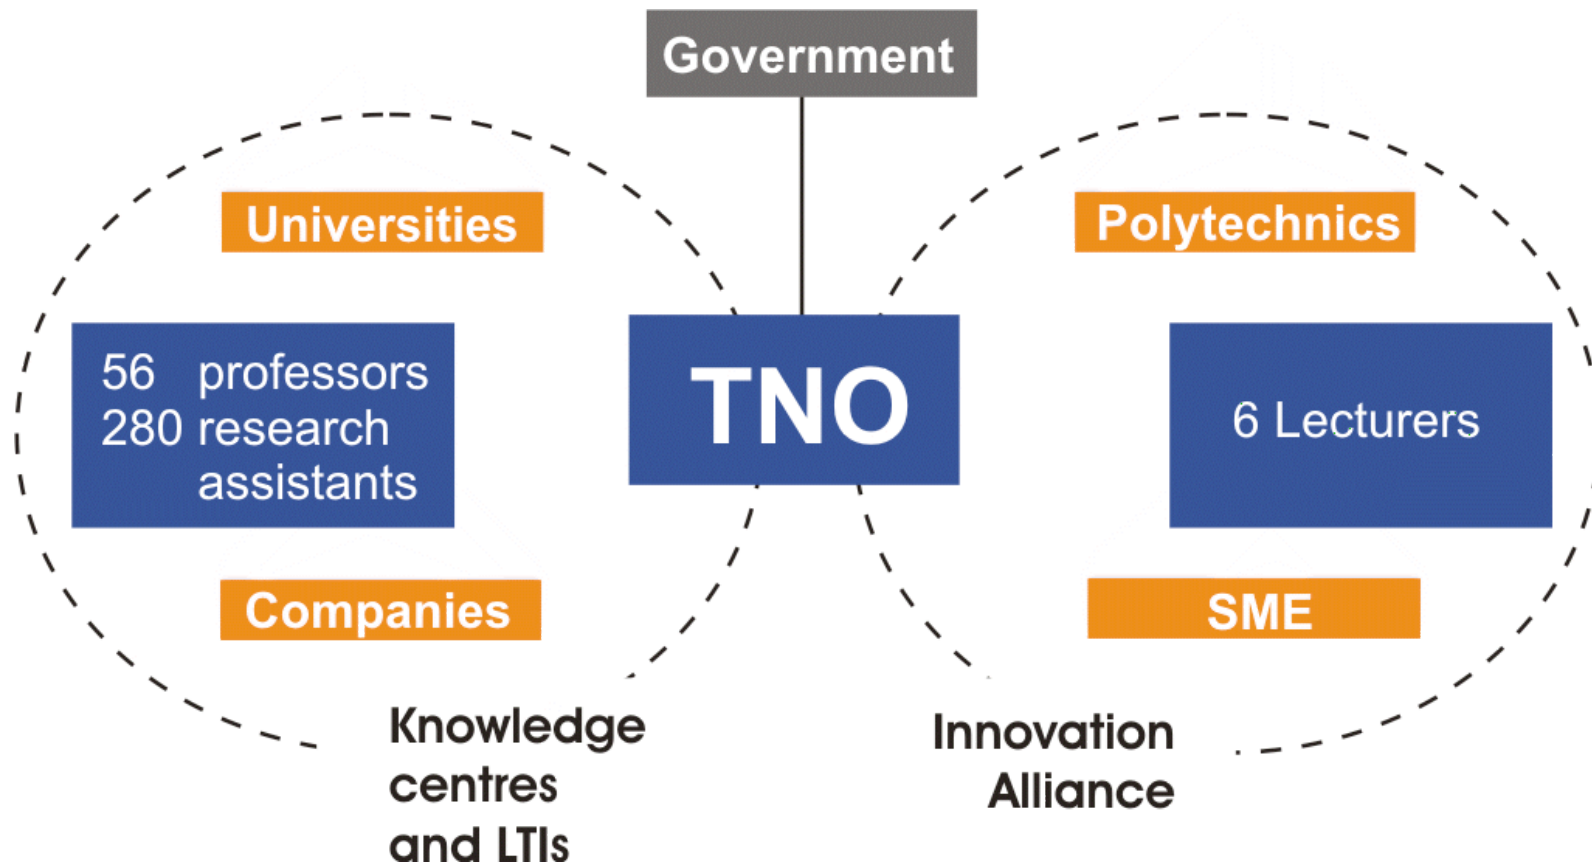 Government
Universities
Polytechnics
56 professors
280 research
assistants
TNO
6 Lecturers
Companies
SME
Knowledge
centres
and LTIs
Innovation
Alliance